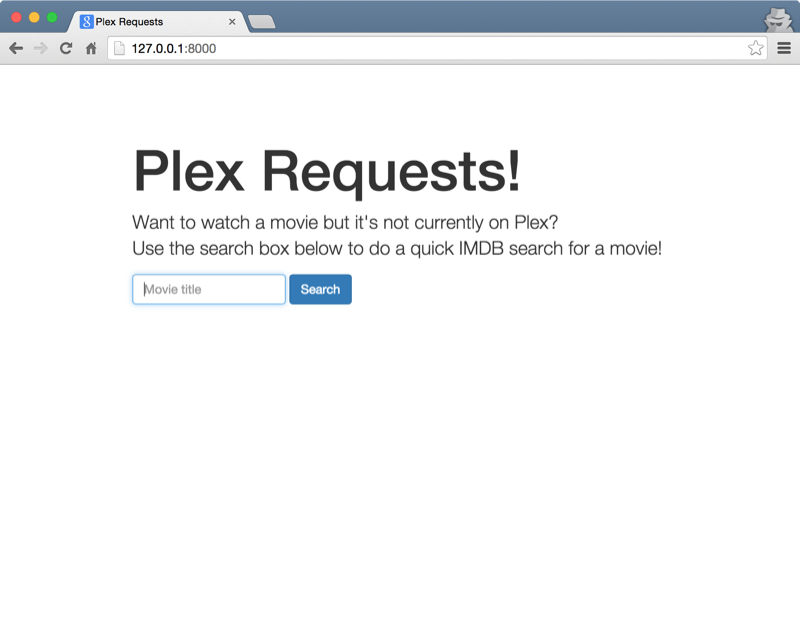 Plex Requests
127.0.0.1:8000
Plex Requests!
Want to watch a movie but it's not currently on Plex?
Use the search box below to do a quick IMDB search for a movie!
Movie title
Search